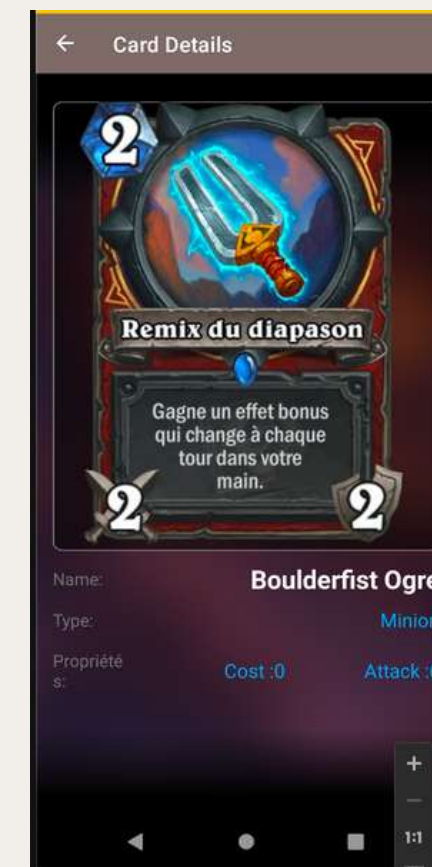 Card Details
2
Remix du diapason
Gagne un effet bonus
qui change à chaque
tour dans votre
main.
2 2
Name: Boulderfist Ogre
Type: Minion
Propriété
s: Cost :0 Attack :
1:1